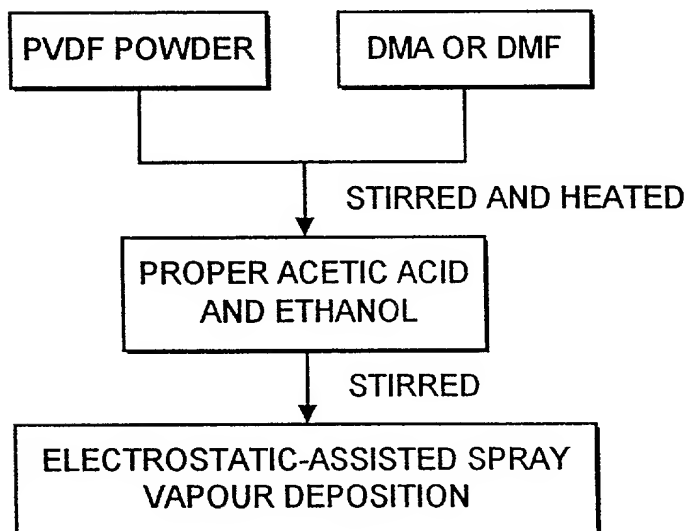 PVDF POWDER
DMA OR DMF
STIRRED AND HEATED
PROPER ACETIC ACID
AND ETHANOL
STIRRED
ELECTROSTATIC-ASSISTED SPRAY
VAPOUR DEPOSITION